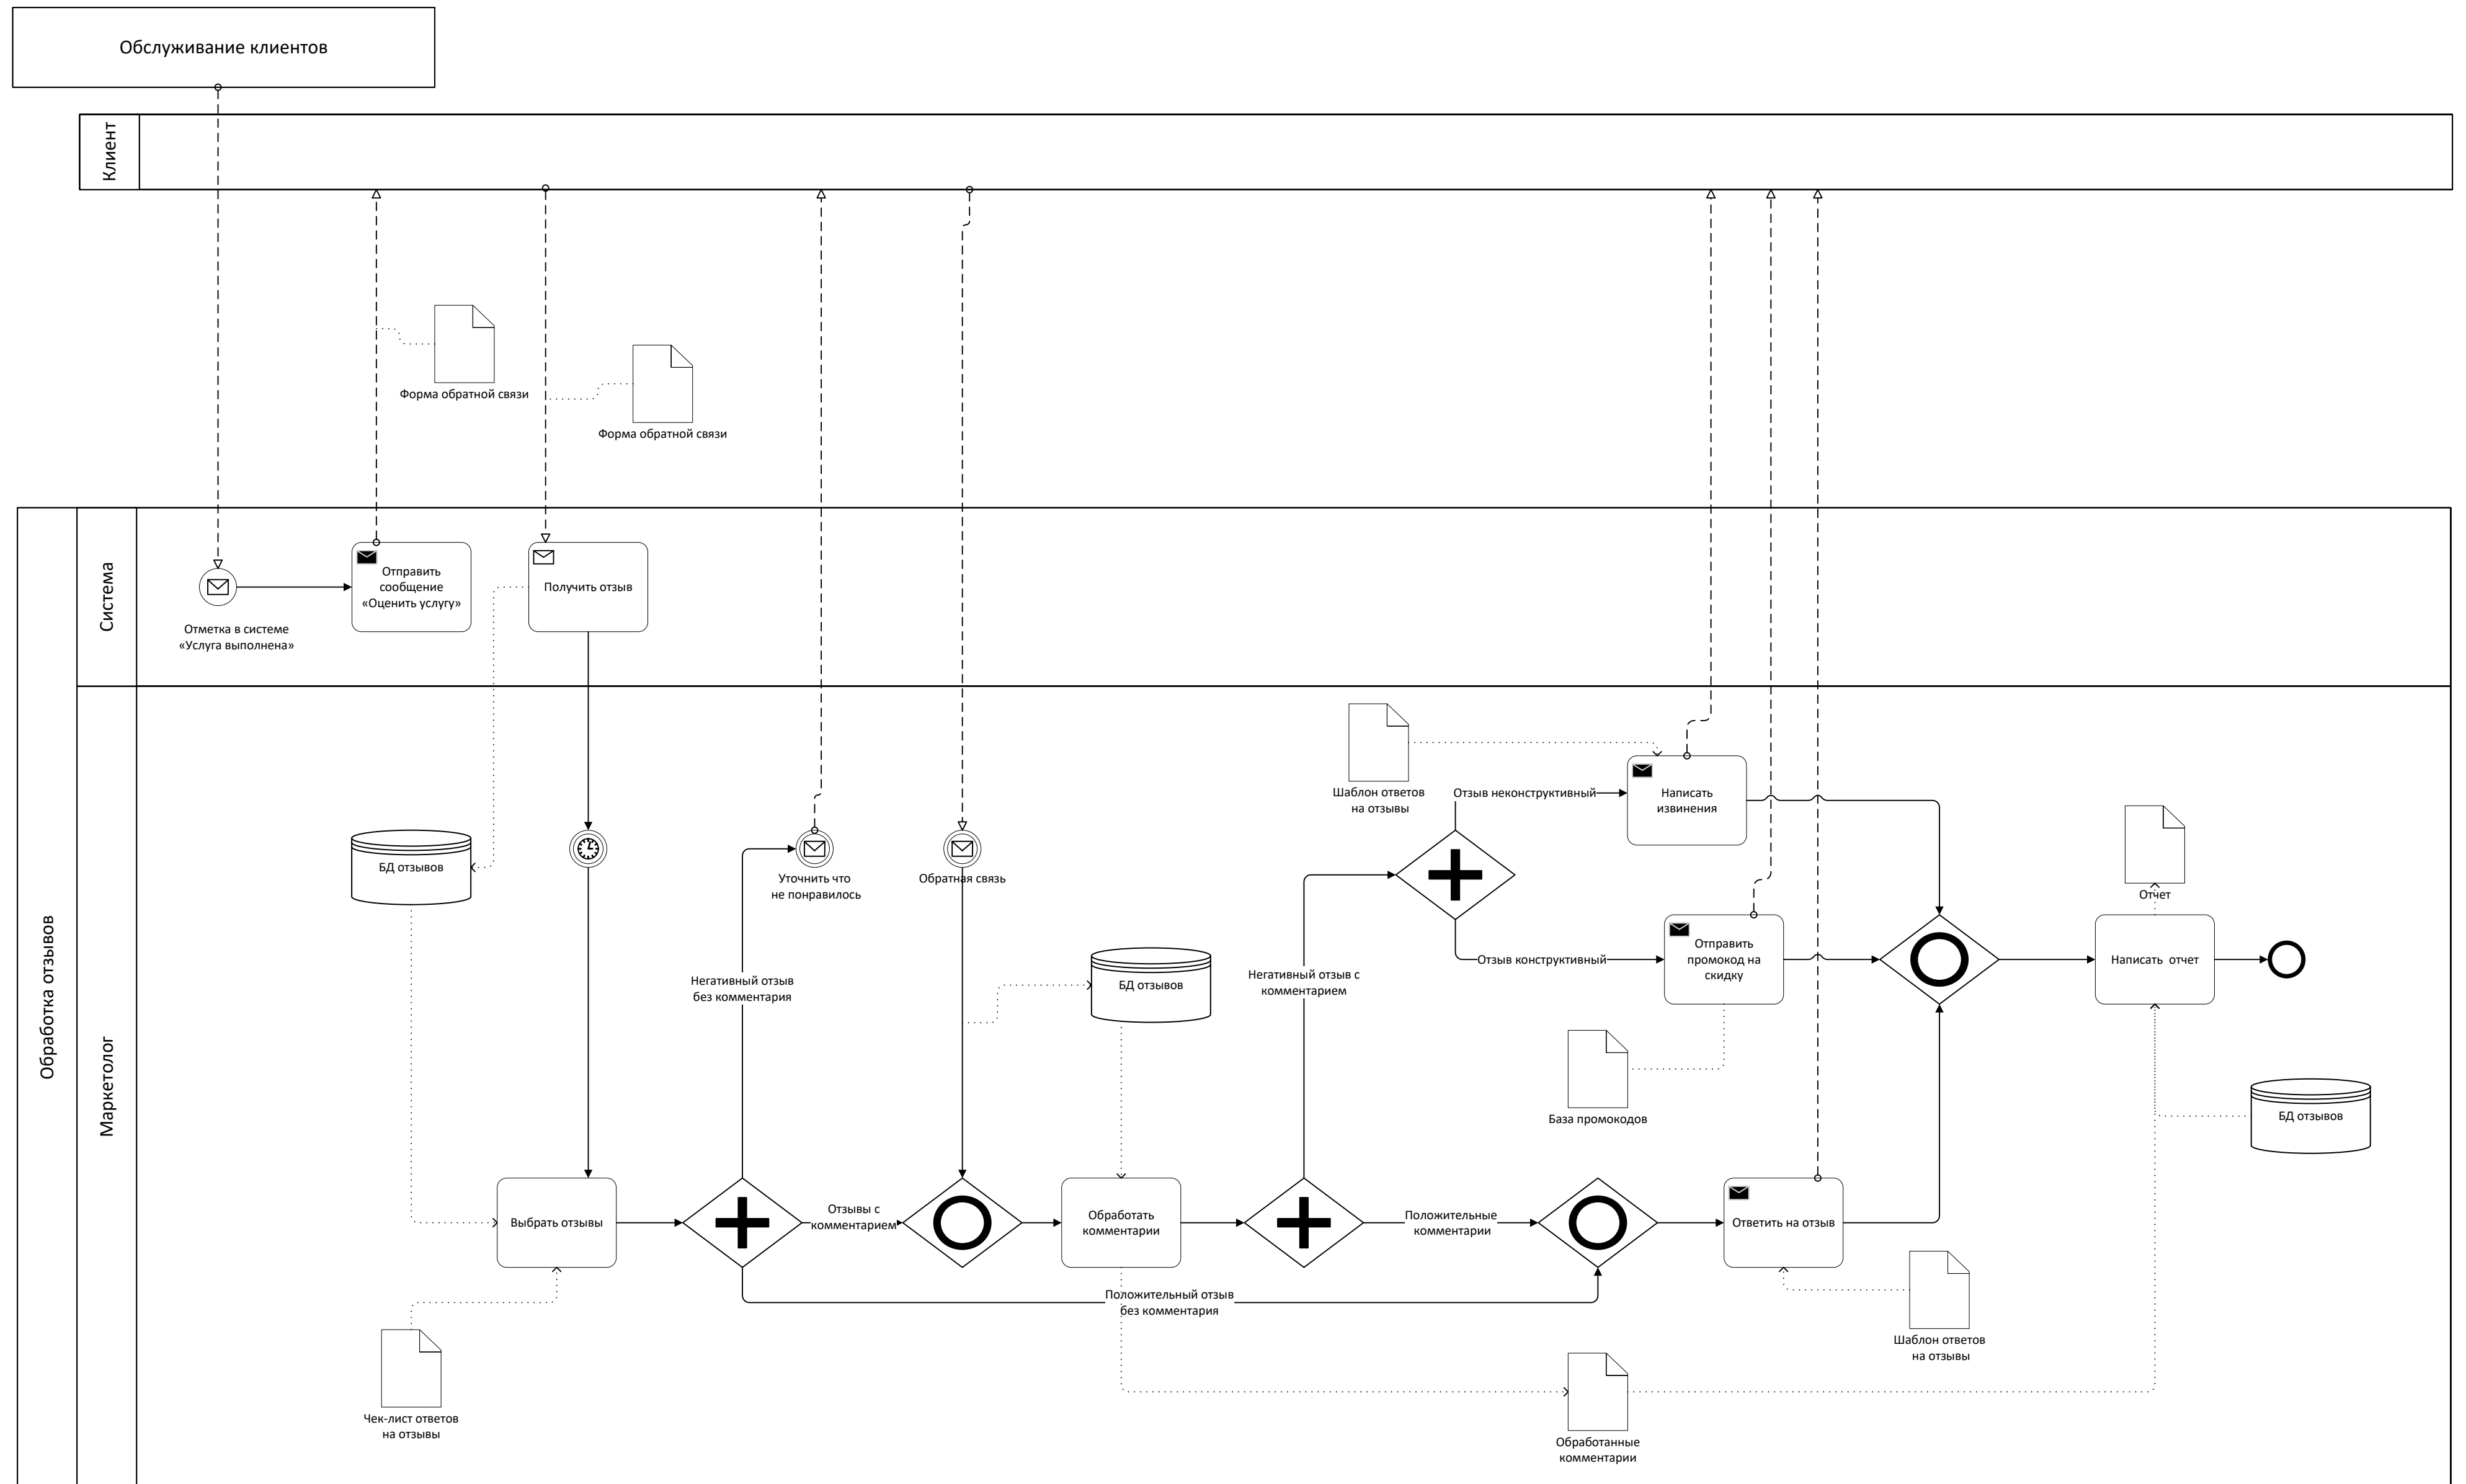 Обслуживание клиентов
Клиент
Форма обратной связи
Форма обратной связи
Обработка отзывов
Система
Отметка в системе
«Услуга выполнена»
Отправить
сообщение
«Оценить услугу»
Получить отзыв
Маркетолог
БД отзывов
Уточнить что
не понравилось
Обратная связь
Шаблон ответов
на отзывы
Отзыв неконструктивный
Написать
извинения
Отчет
Негативный отзыв
без комментария
БД отзывов
Негативный отзыв с
комментарием
Отзыв конструктивный
Отправить
промокод на
скидку
Написать отчет
База промокодов
БД отзывов
Выбрать отзывы
Отзывы с
комментарием
Обработать
комментарии
Положительные
комментарии
Ответить на отзыв
Положительный отзыв
без комментария
Шаблон ответов
на отзывы
Чек-лист ответов
на отзывы
Обработанные
комментарии